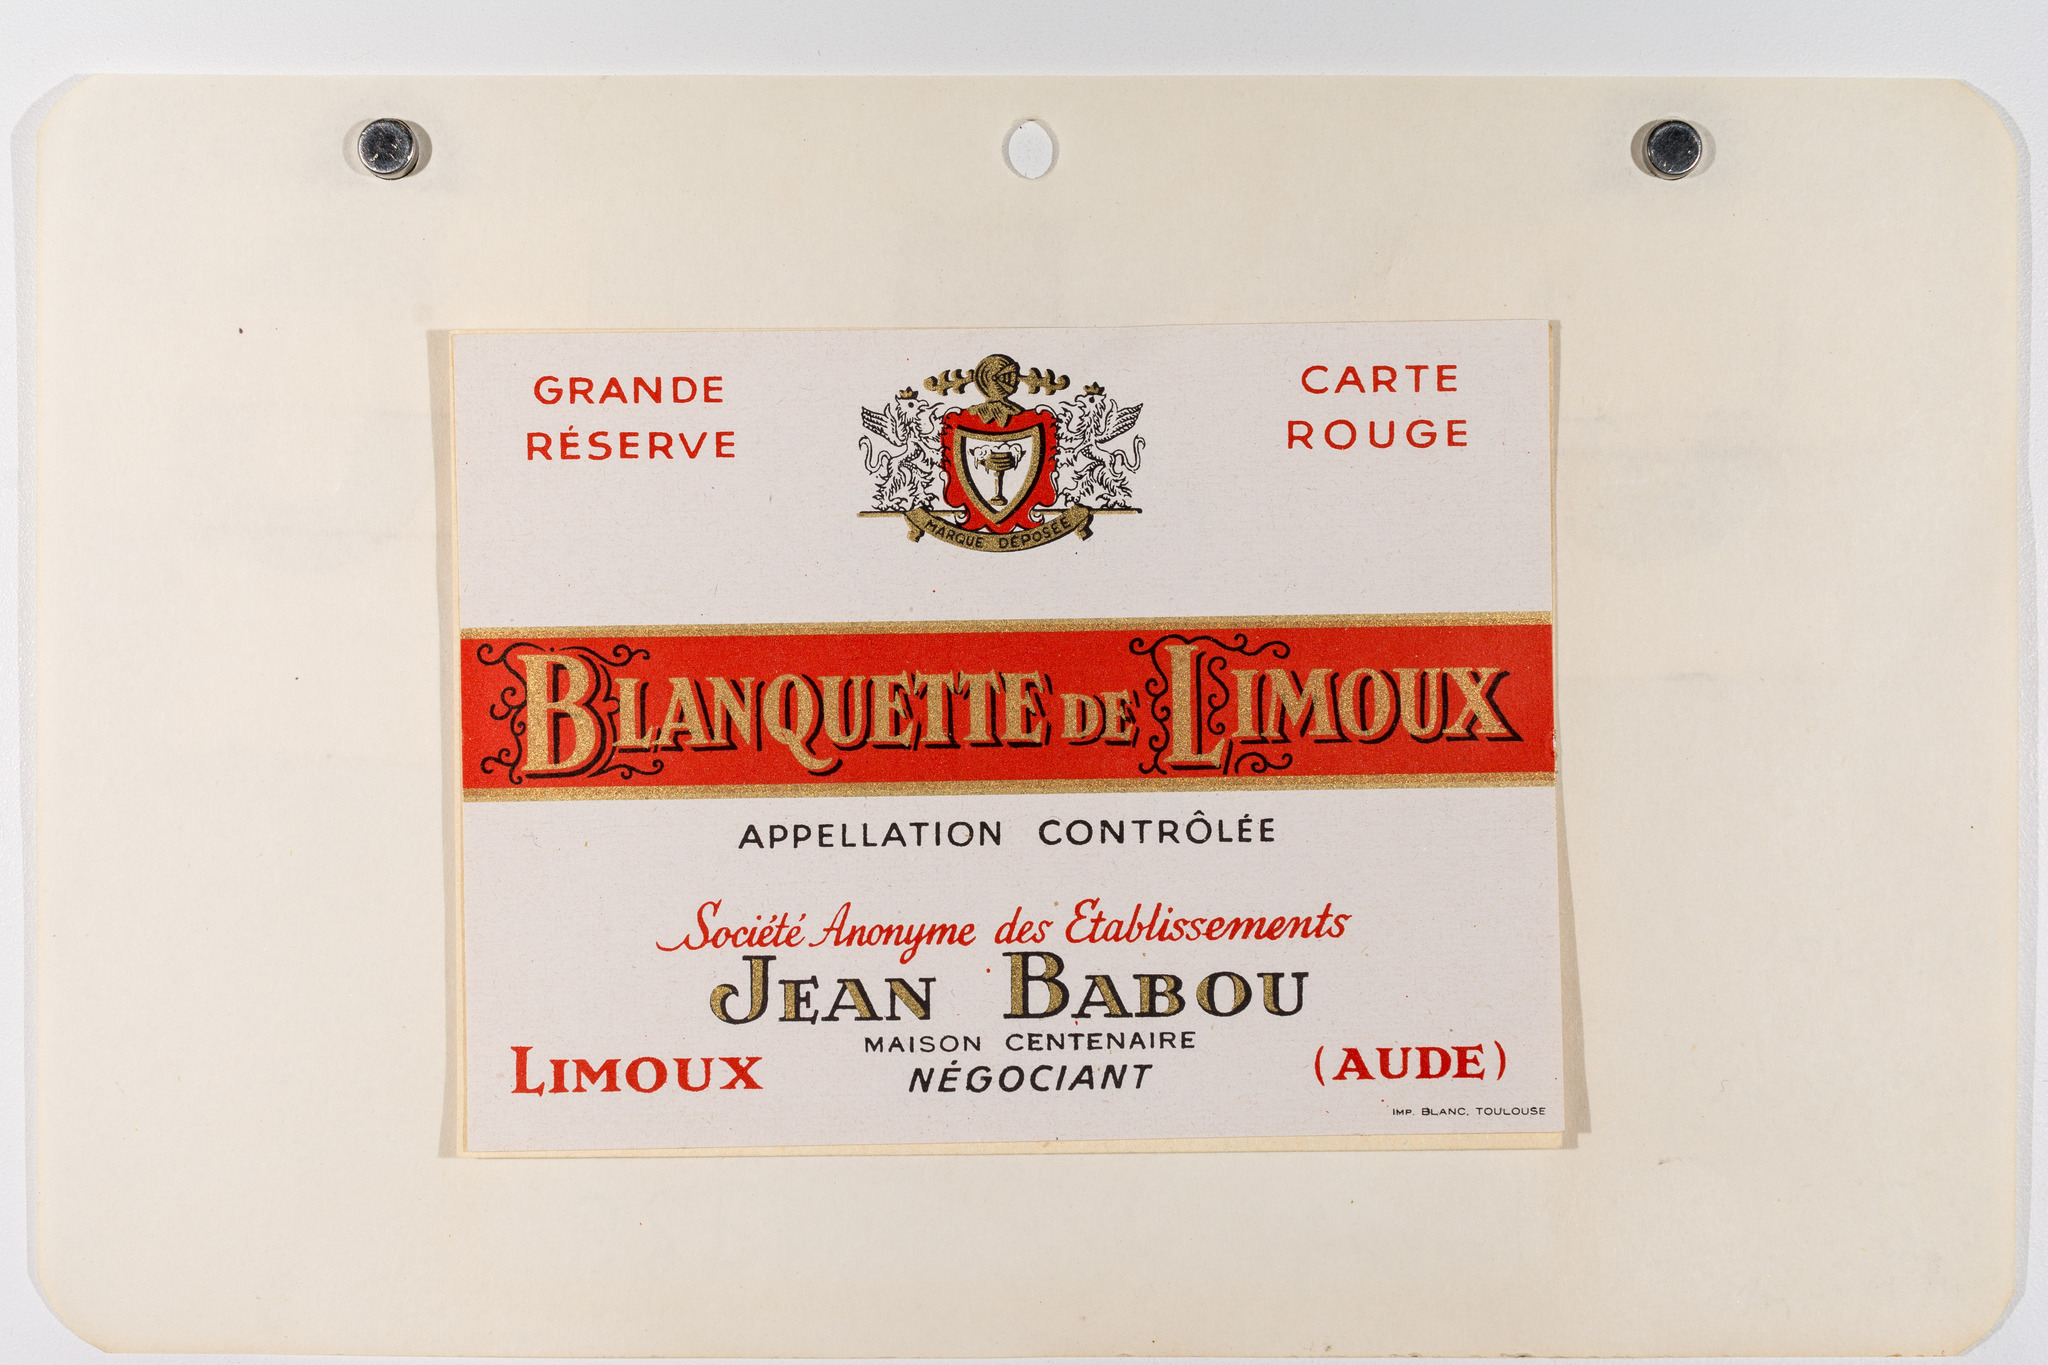 GRANDE
RÉSERVE
CARTE
ROUGE
MARQUE DÉPOSÉE
BLANQUETTE DE LIMOUX
APPELLATION CONTRÔLÉE
Société Anonyme des Etablissements
JEAN BABOU
MAISON CENTENAIRE
NÉGOCIANT
LIMOUX
(AUDE)
IMP. BLANC, TOULOUSE